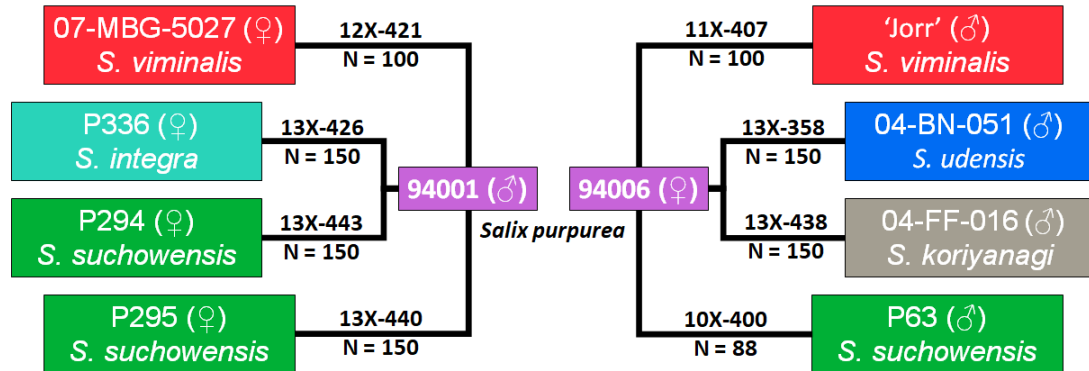 07-MBG-5027 (♀)
S. viminalis
12X-421
N = 100
P336 (♀)
S. integra
13X-426
N = 150
P294 (♀)
S. suchowensis
13X-443
N = 150
P295 (♀)
S. suchowensis
13X-440
N = 150
94001 (♂)
94006 (♀)
Salix purpurea
11X-407
N = 100
‘Jorr’ (♂)
S. viminalis
13X-358
N = 150
04-BN-051 (♂)
S. udensis
13X-438
N = 150
04-FF-016 (♂)
S. koriyanagi
10X-400
N = 88
P63 (♂)
S. suchowensis